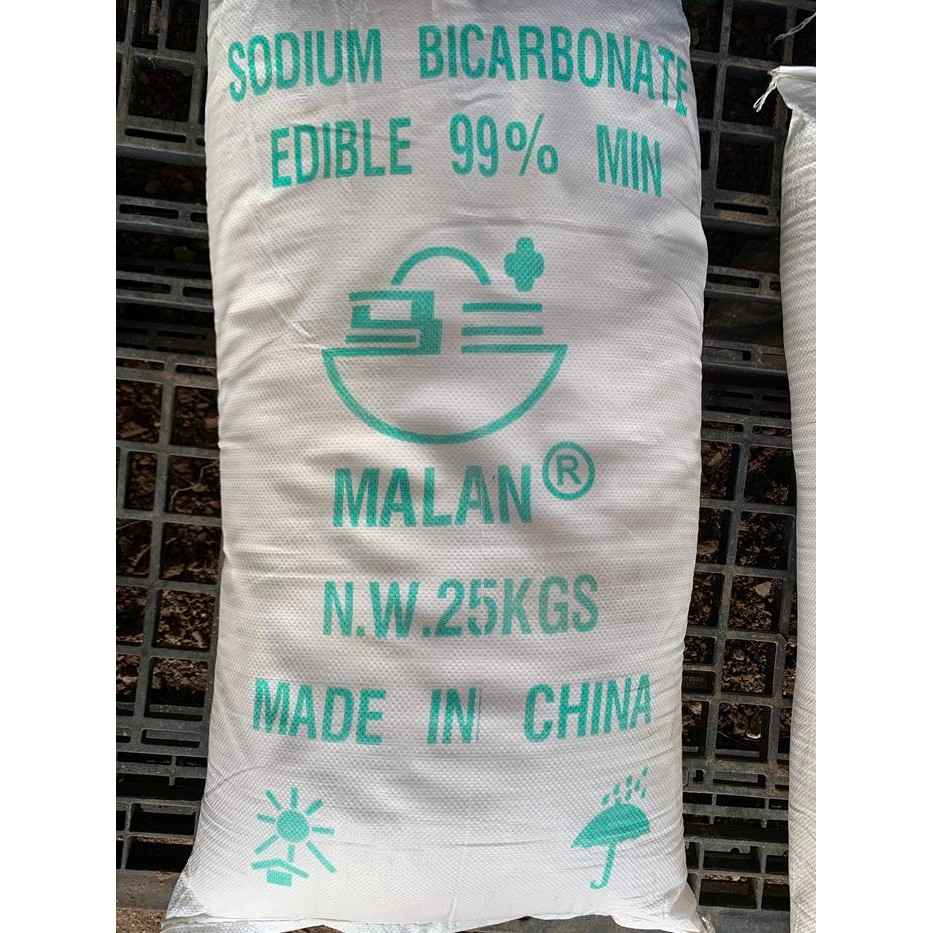 SODIUM BICARBONATE
EDIBLE 99% MIN
MALAN®
N.W.25KGS
MADE IN CHINA